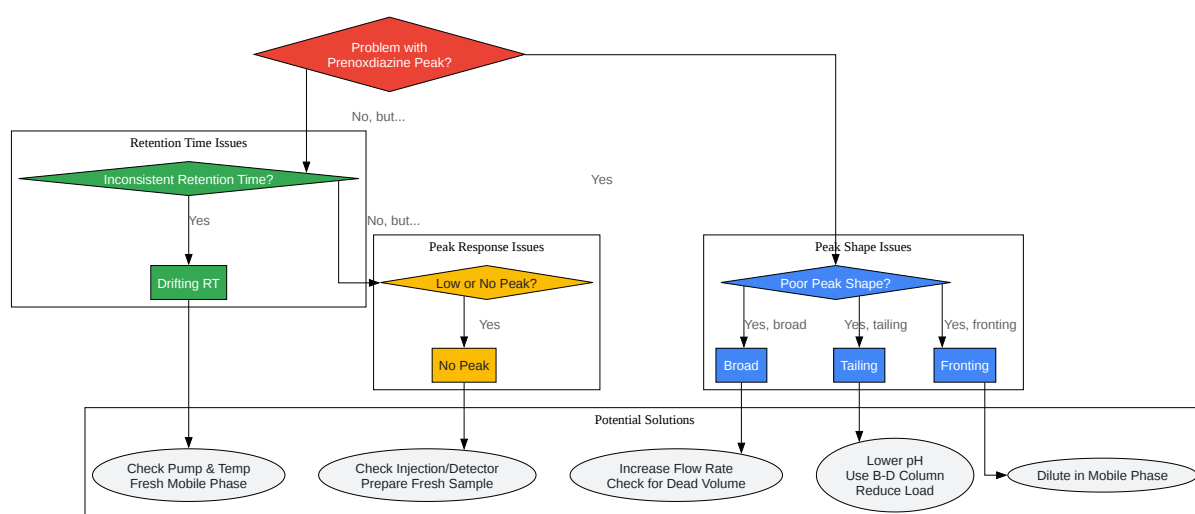 Problem with
Prenoxdiazine Peak?
No, but...
Retention Time Issues
Inconsistent Retention Time?
Yes
Yes
No, but...
Drifting RT
Peak Response Issues
Low or No Peak?
Yes
No Peak
Peak Shape Issues
Poor Peak Shape?
Yes, broad
Yes, tailing
Yes, fronting
Broad
Tailing
Fronting
Potential Solutions
Check Pump & Temp
Fresh Mobile Phase
Check Injection/Detector
Prepare Fresh Sample
Increase Flow Rate
Check for Dead Volume
Lower pH
Use B-D Column
Reduce Load
Dilute in Mobile Phase